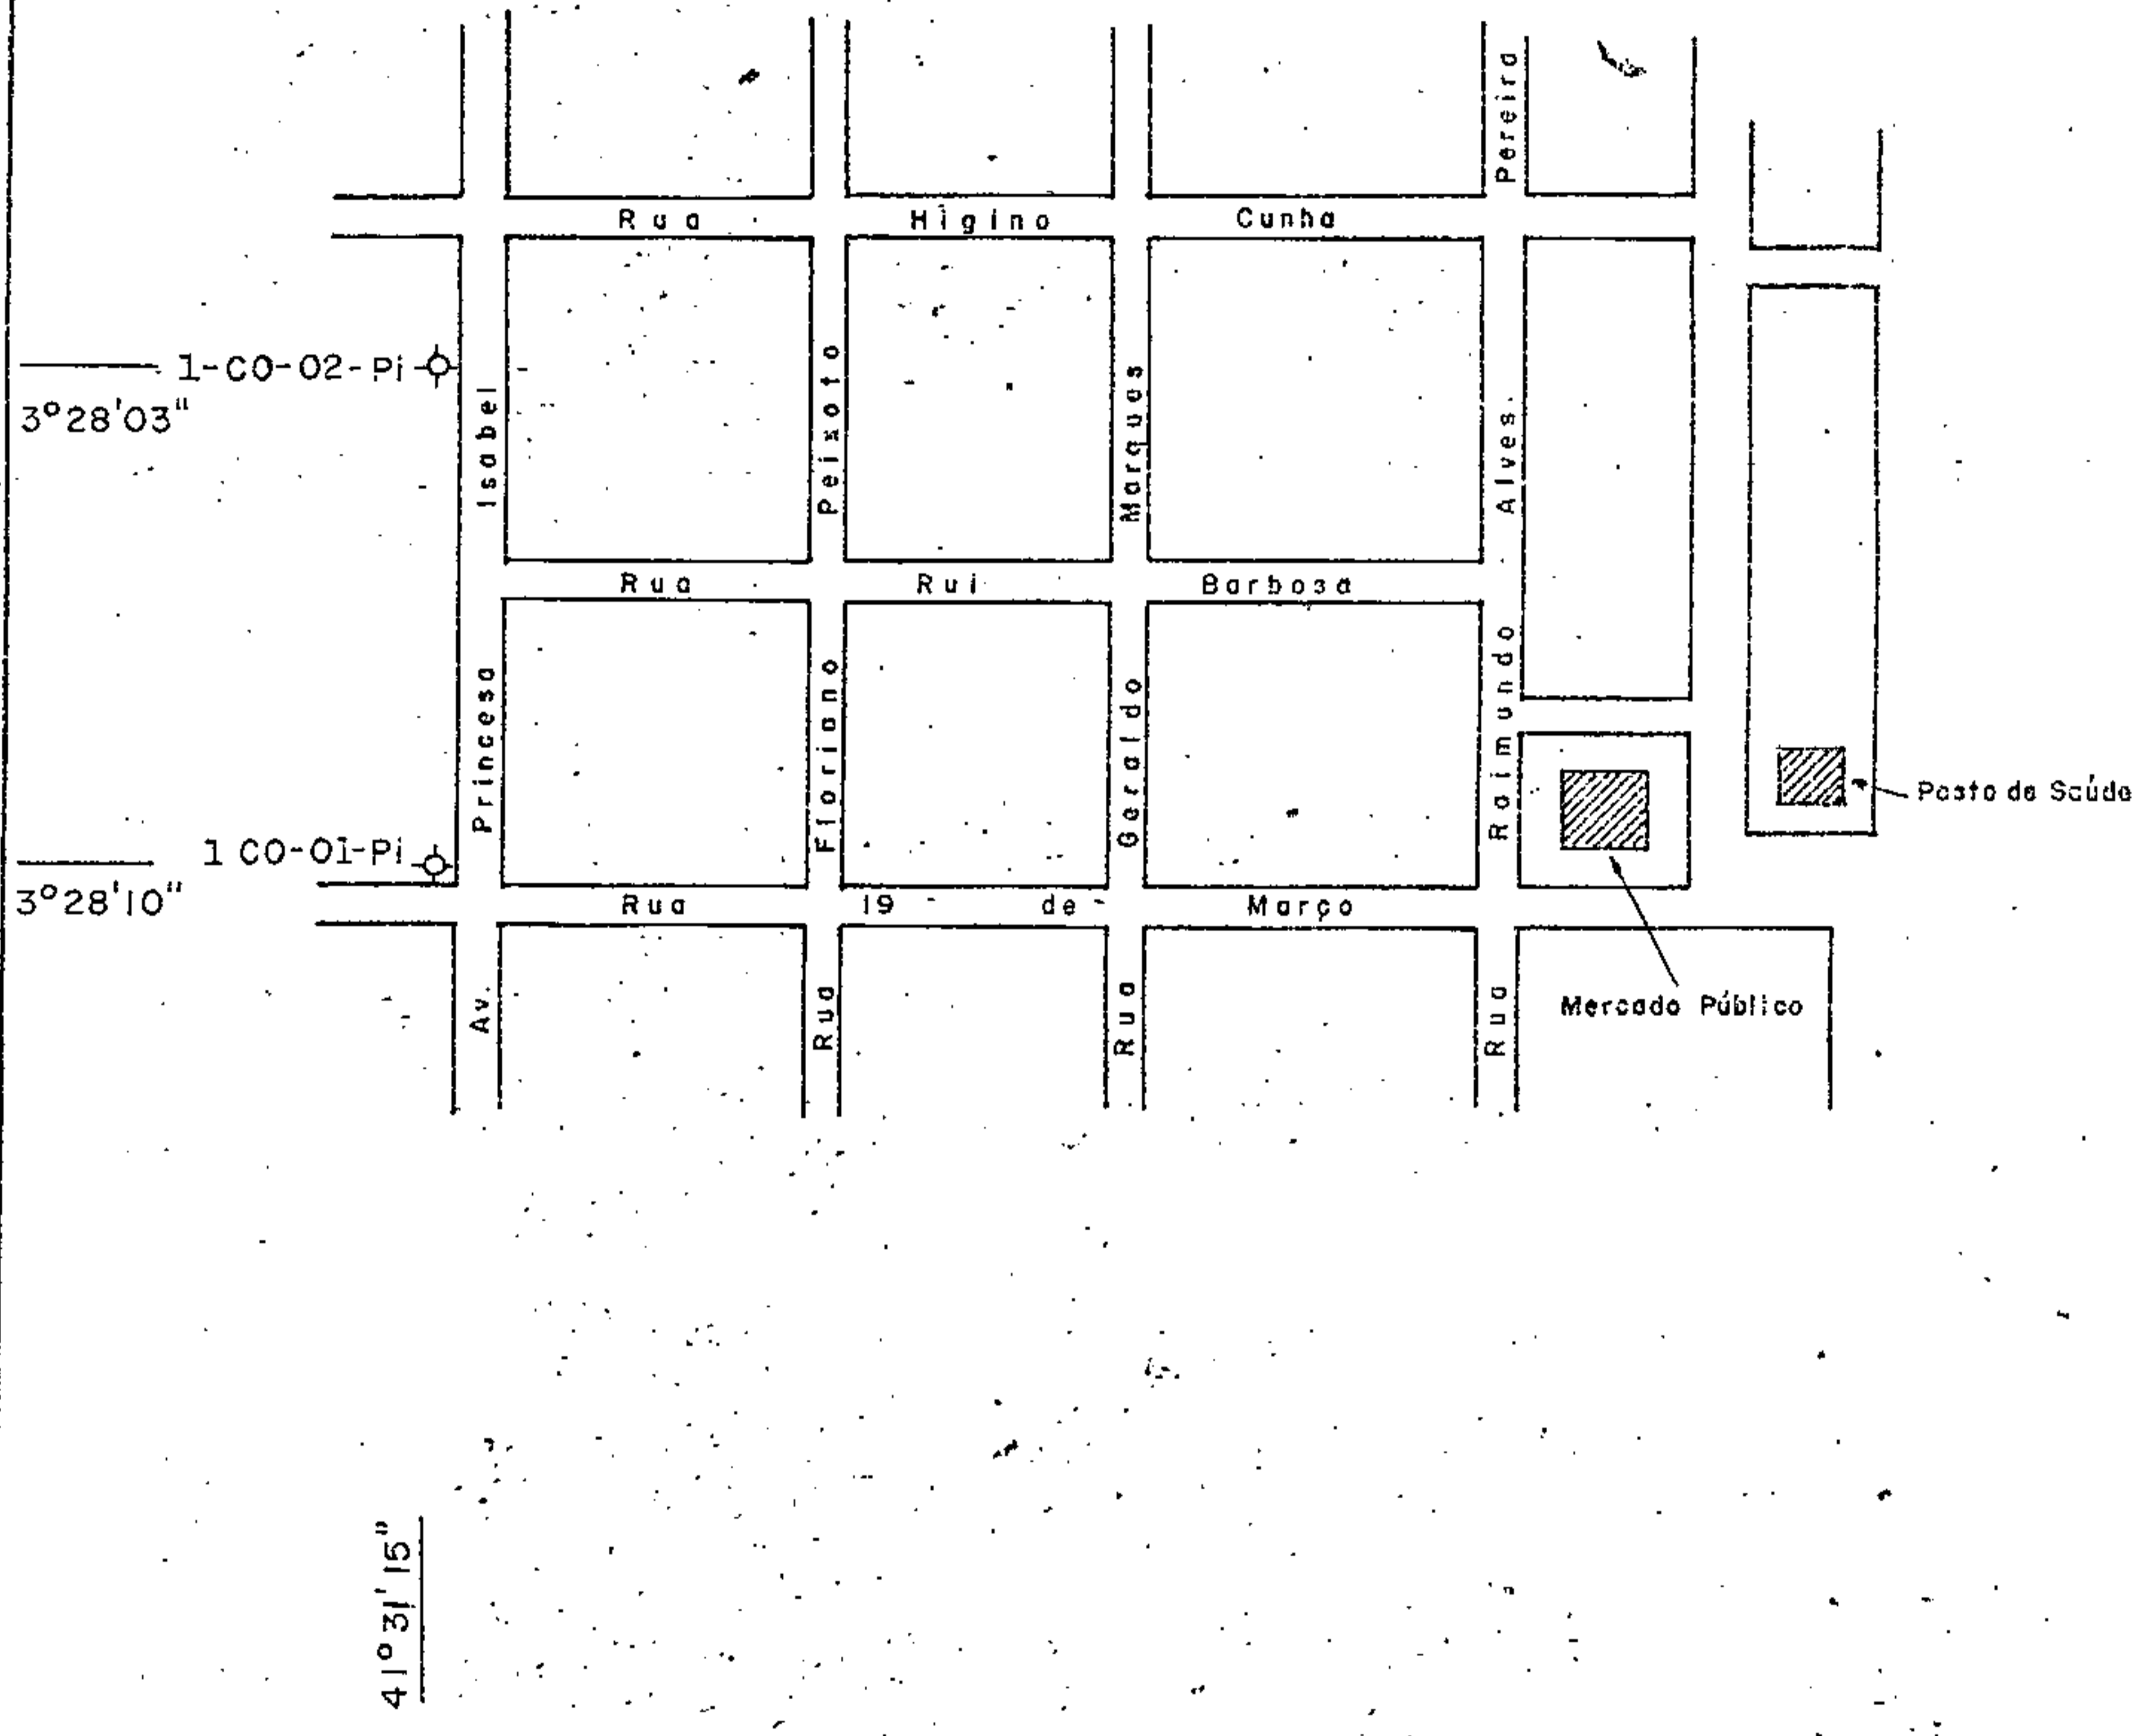 Rua Higino Cunha
1-CO-02-Pi
3°28'03"
Rua Rui Barbosa
1 CO-01-Pi
3°28'10"
Rua 19 de Março
Av. Princesa Isabel
Rua Floriano Peixoto
Rua Geraldo Marques
Rua Raimundo Alves. Pereira
Posto de Saúde
Mercado Público
41°31'15"